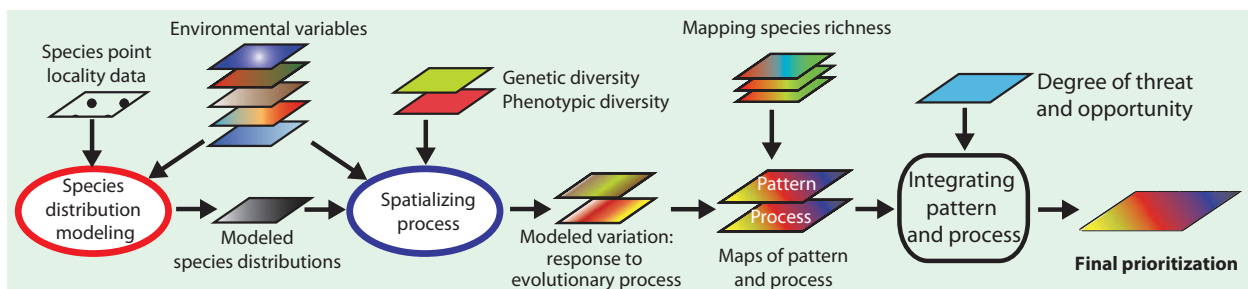 Species point
locality data
Environmental variables
Genetic diversity
Phenotypic diversity
Mapping species richness
Degree of threat
and opportunity
Species
distribution
modeling
Modeled
species distributions
Spatializing
process
Modeled variation:
response to
evolutionary process
Pattern
Process
Maps of pattern
and process
Integrating
pattern
and process
Final prioritization